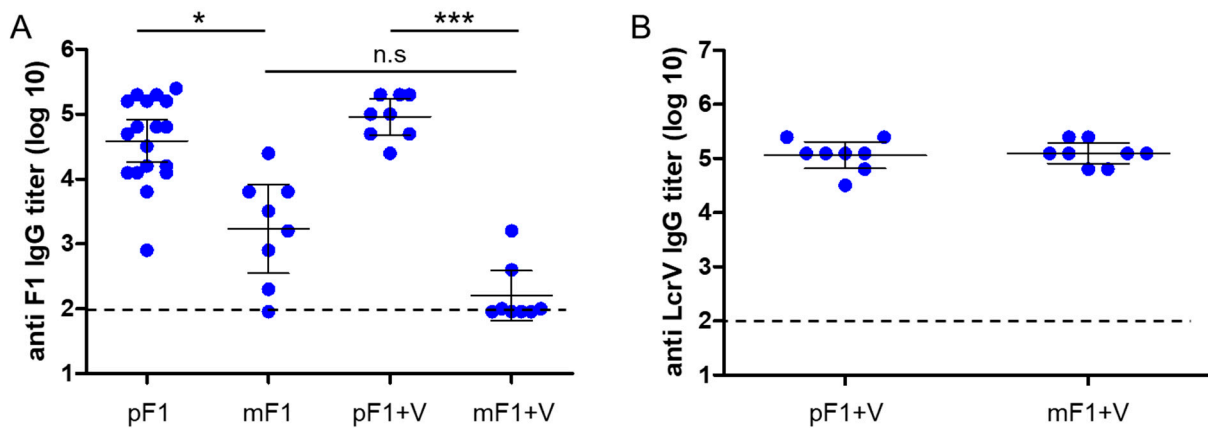 A
* ***
n.s
anti F1 IgG titer (log 10)
6
5
4
3
2
1
pF1 mF1 pF1+V mF1+V
B
anti LcrV IgG titer (log 10)
7
6
5
4
3
2
1
pF1+V mF1+V